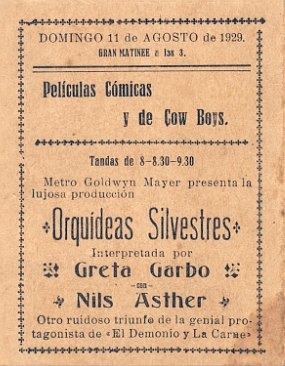 DOMINGO 11 de AGOSTO de 1929.
GRAN MATINEE a las 3.
Películas Cómicas
y de Cow Boys.
Tandas de 8-8.30-9.30
Metro Goldwyn Mayer presenta la
lujosa producción
Orquídeas Silvestres
Interpretada por
Greta Garbo
-con-
Nils Asther
Otro ruidoso triunfo de la genial pro-
tagonista de «El Demonio y La Carne»